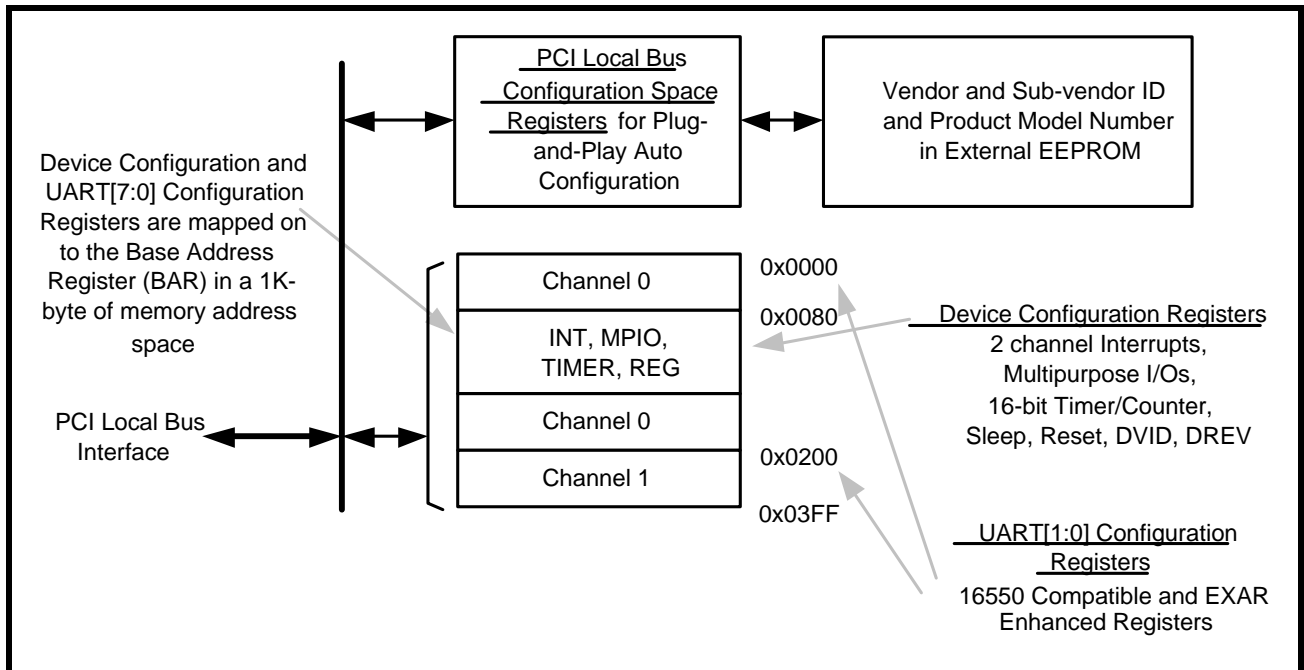 PCI Local Bus
Configuration Space
Registers for Plug-
and-Play Auto
Configuration
Vendor and Sub-vendor ID
and Product Model Number
in External EEPROM
Device Configuration and
UART[7:0] Configuration
Registers are mapped on
to the Base Address
Register (BAR) in a 1K-
byte of memory address
space
PCI Local Bus
Interface
Channel 0
INT, MPIO,
TIMER, REG
Channel 0
Channel 1
0x0000
0x0080
0x0200
0x03FF
Device Configuration Registers
2 channel Interrupts,
Multipurpose I/Os,
16-bit Timer/Counter,
Sleep, Reset, DVID, DREV
UART[1:0] Configuration
Registers
16550 Compatible and EXAR
Enhanced Registers